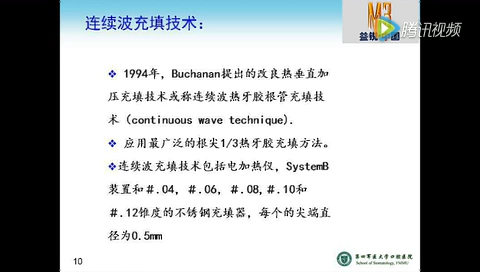 连续波充填技术:
腾讯视频
❖ 1994年, Buchanan提出的改良热垂直加
压充填技术或称连续波热牙胶根管充填技
术 (continuous wave technique).
❖ 应用最广泛的根尖1/3热牙胶充填方法。
❖连续波充填技术包括电加热仪, SystemB
装置和#.04, #.06, #.08,#.10和
#.12锥度的不锈钢充填器, 每个的尖端直
径为0.5mm
10
第四军医大学口腔医院
School of Stomatology, FMMU